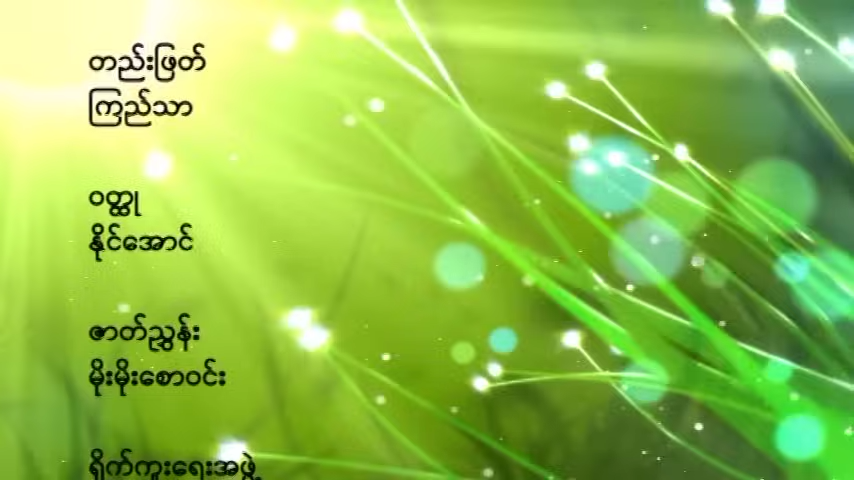 တည်းဖြတ်
ကြည်သာ
ဝတ္ထု
နိုင်အောင်
ဇာတ်ညွှန်း
မိုးမိုးစောဝင်း
ရိုက်ကူးရေးအဖွဲ့